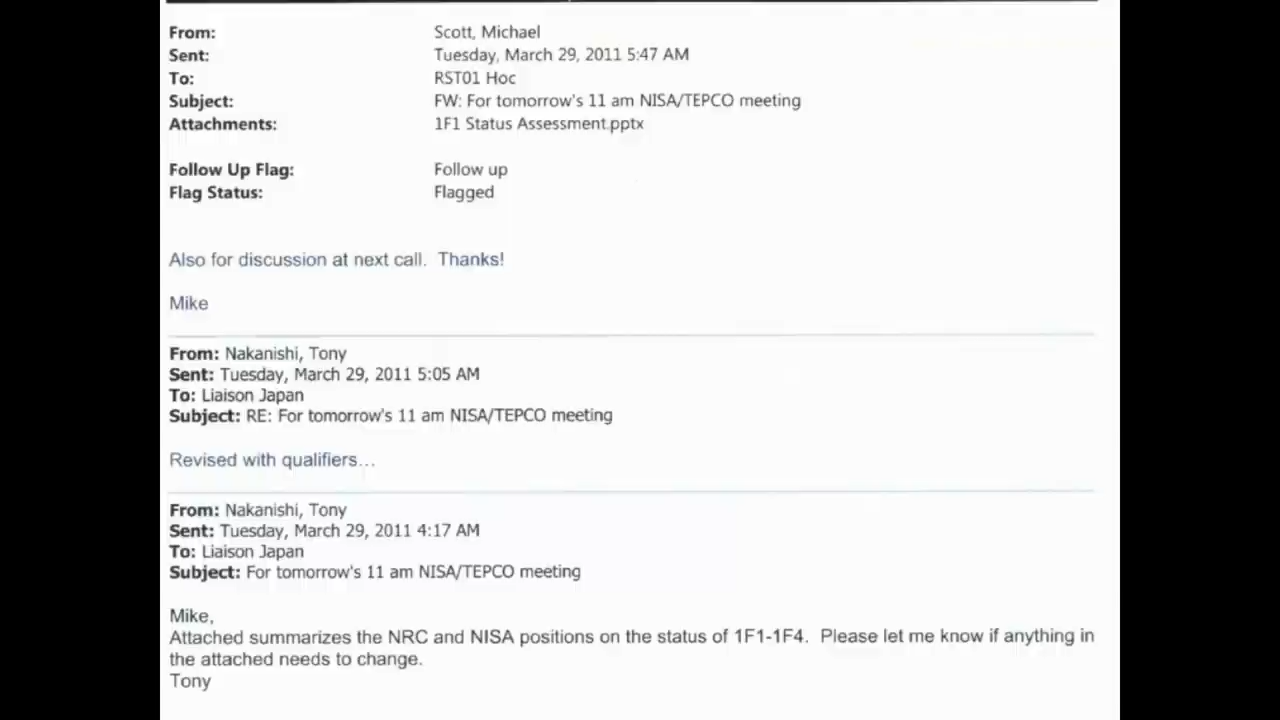 From: Scott, Michael
Sent: Tuesday, March 29, 2011 5:47 AM
To: RST01 Hoc
Subject: FW: For tomorrow's 11 am NISA/TEPCO meeting
Attachments: 1F1 Status Assessment.pptx
Follow Up Flag: Follow up
Flag Status: Flagged
Also for discussion at next call.  Thanks!
Mike
From: Nakanishi, Tony
Sent: Tuesday, March 29, 2011 5:05 AM
To: Liaison Japan
Subject: RE: For tomorrow's 11 am NISA/TEPCO meeting
Revised with qualifiers...
From: Nakanishi, Tony
Sent: Tuesday, March 29, 2011 4:17 AM
To: Liaison Japan
Subject: For tomorrow's 11 am NISA/TEPCO meeting
Mike,
Attached summarizes the NRC and NISA positions on the status of 1F1-1F4.  Please let me know if anything in
the attached needs to change.
Tony